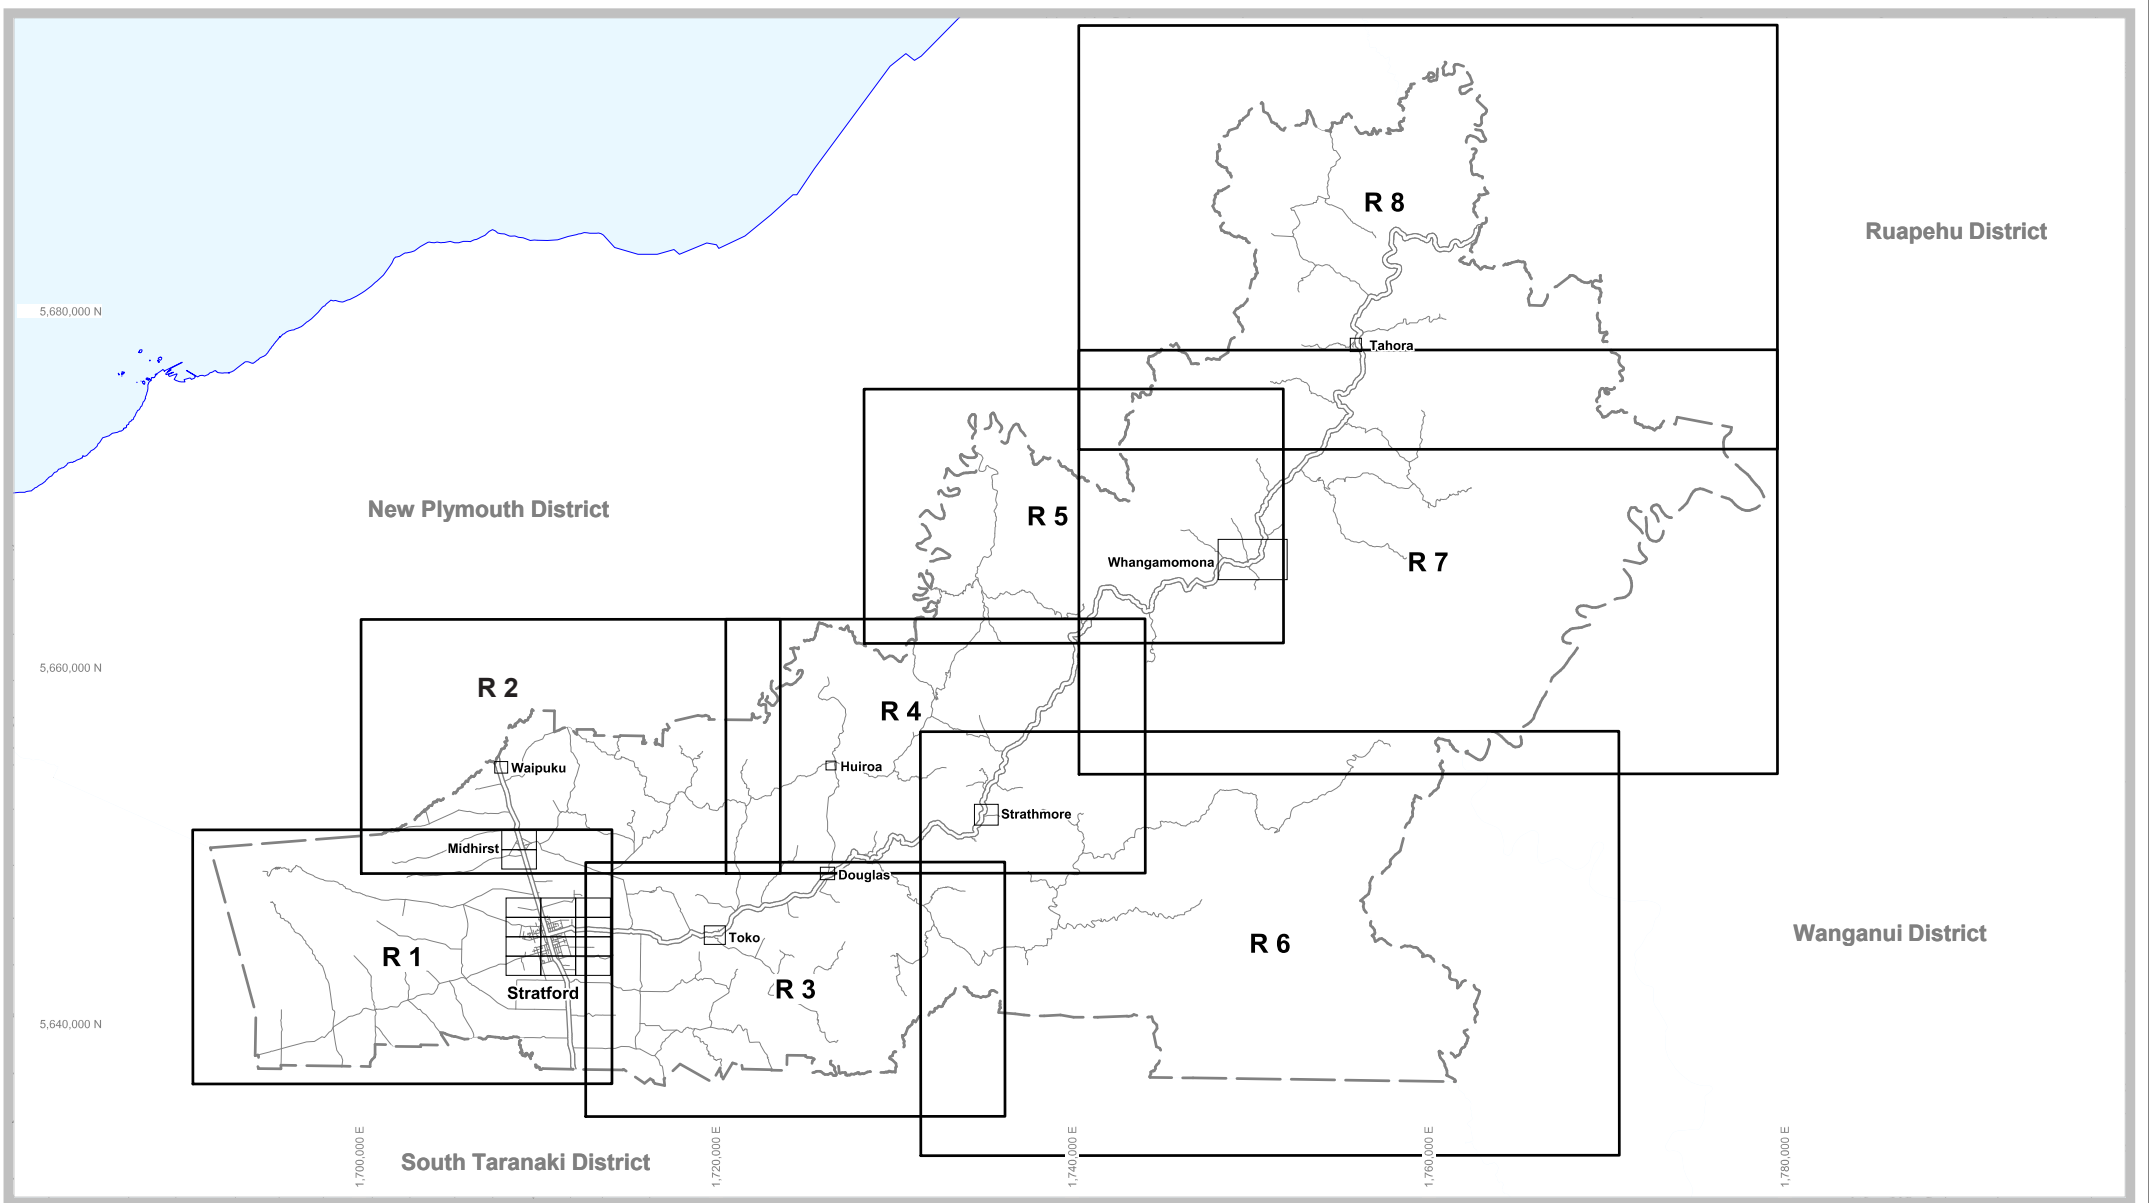 R 8
Ruapehu District
5,680,000 N
Tahora
New Plymouth District
R 5
Whangamomona
R 7
5,660,000 N
R 2
R 4
Waipuku
Huiroa
Strathmore
Midhirst
Douglas
Toko
Wanganui District
R 6
R 1
R 3
Stratford
5,640,000 N
1,700,000 E
1,720,000 E
1,740,000 E
1,760,000 E
1,780,000 E
South Taranaki District